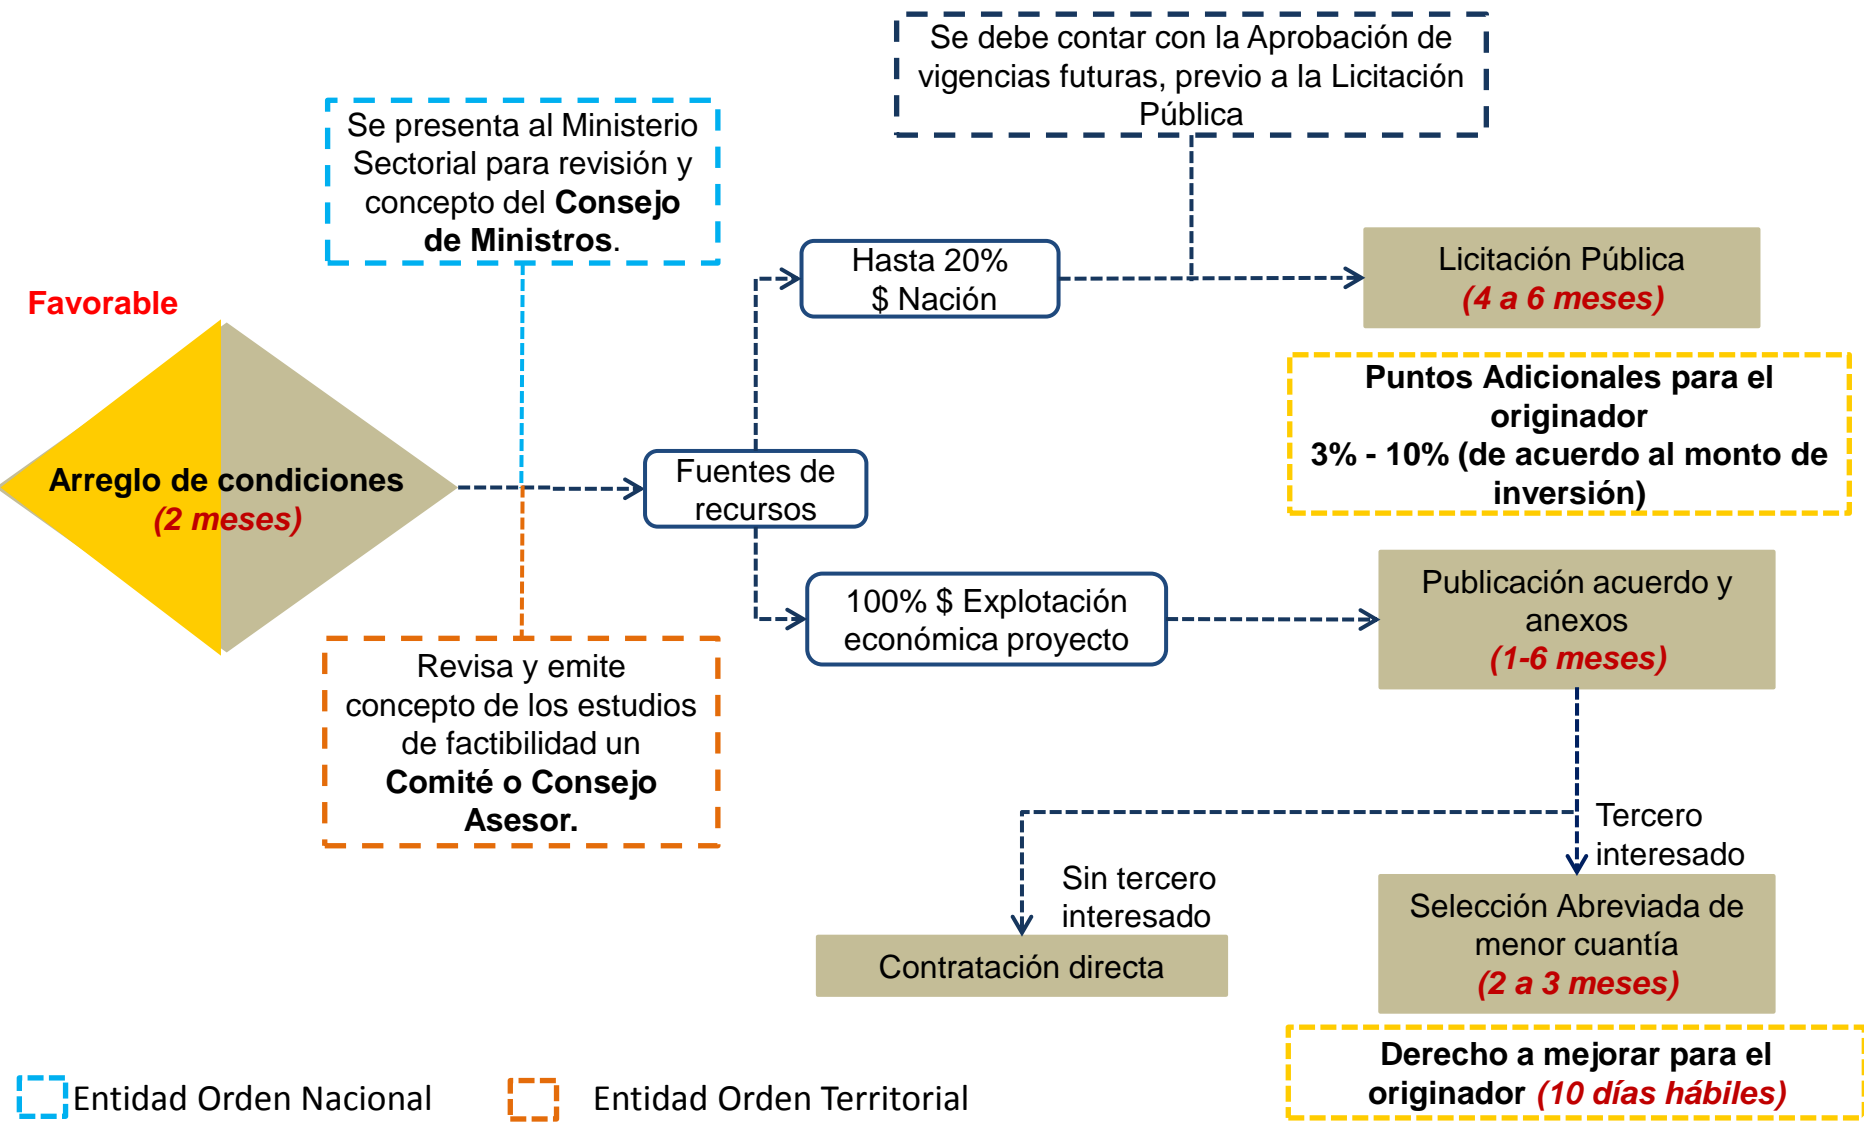 Se debe contar con la Aprobación de
vigencias futuras, previo a la Licitación
Pública
Se presenta al Ministerio
Sectorial para revisión y
concepto del Consejo
de Ministros.
Hasta 20%
$ Nación
Licitación Pública
(4 a 6 meses)
Favorable
Puntos Adicionales para el
originador
3% - 10% (de acuerdo al monto de
inversión)
Arreglo de condiciones
(2 meses)
Fuentes de
recursos
100% $ Explotación
económica proyecto
Publicación acuerdo y
anexos
(1-6 meses)
Revisa y emite
concepto de los estudios
de factibilidad un
Comité o Consejo
Asesor.
Tercero
interesado
Sin tercero
interesado
Contratación directa
Selección Abreviada de
menor cuantía
(2 a 3 meses)
Derecho a mejorar para el
originador (10 días hábiles)
Entidad Orden Nacional
Entidad Orden Territorial